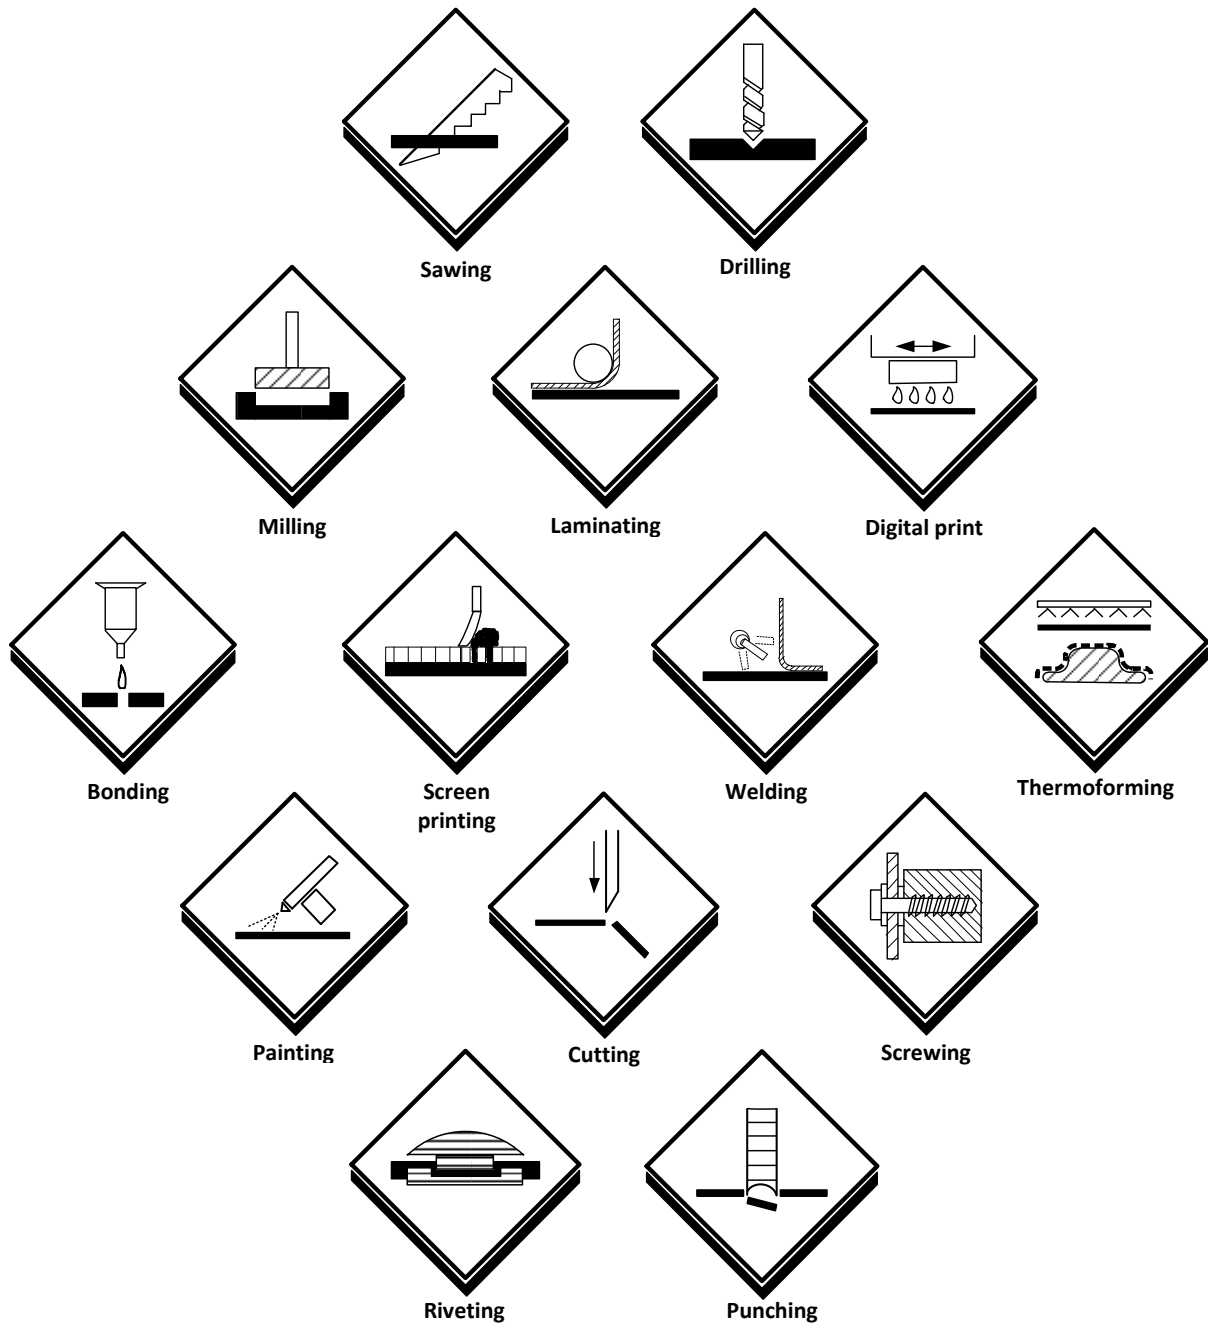 Sawing
Drilling
Milling
Laminating
Digital print
Bonding
Screen
printing
Welding
Thermoforming
Painting
Cutting
Screwing
Riveting
Punching